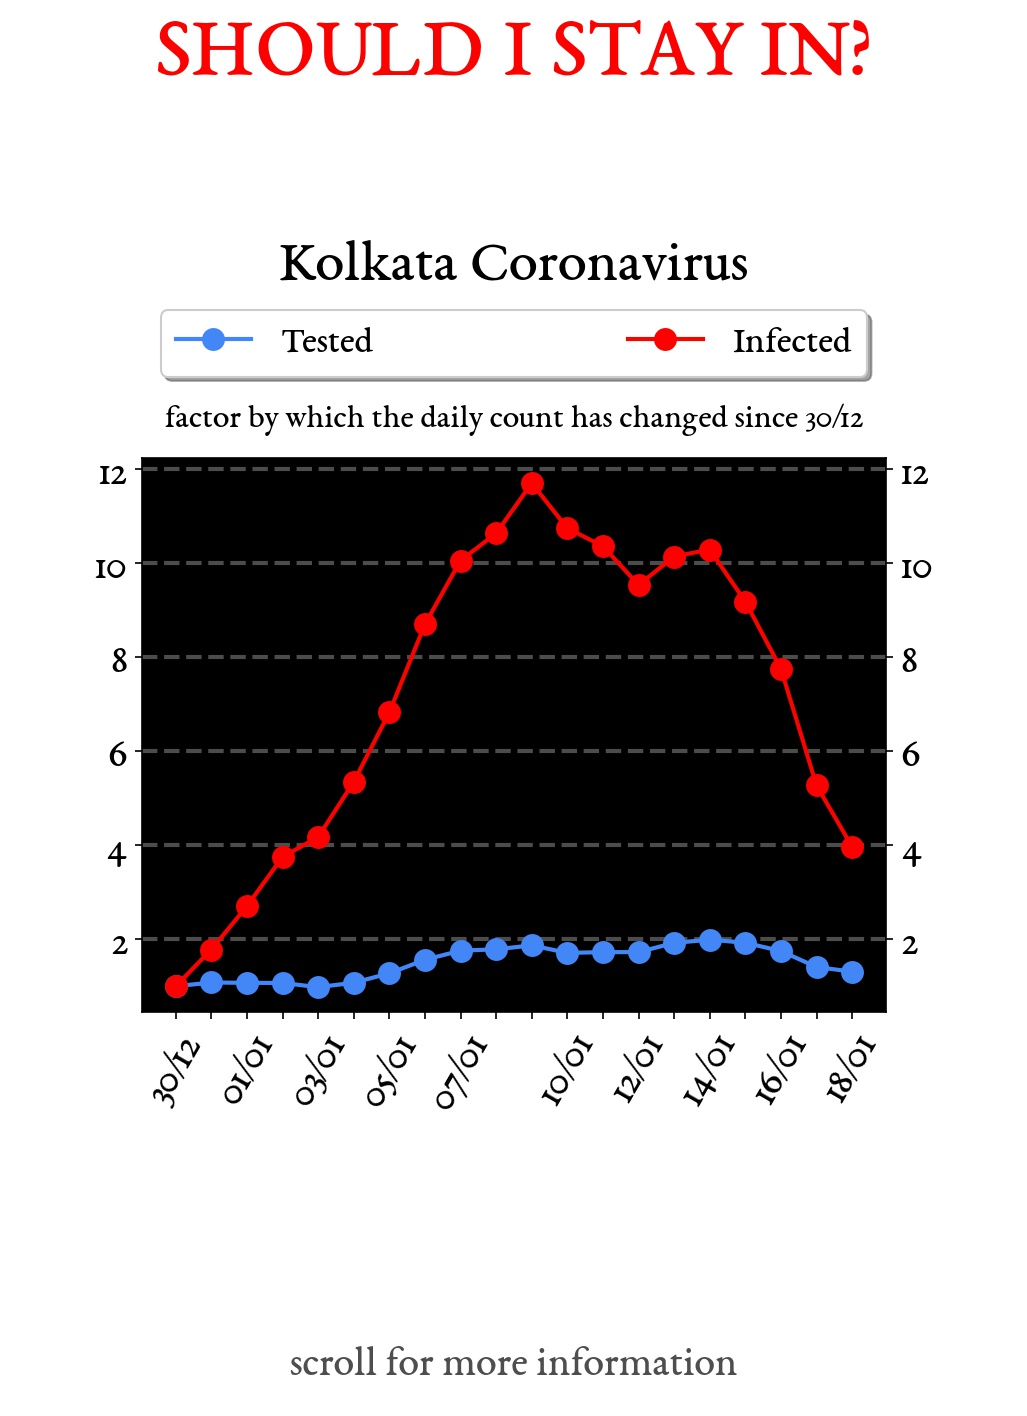 SHOULD I STAY IN?
Kolkata Coronavirus
Tested Infected
factor by which the daily count has changed since 30/12
12 12
10 10
8 8
6 6
4 4
2 2
30/12 01/01 03/01 05/01 07/01 10/01 12/01 14/01 16/01 18/01
scroll for more information